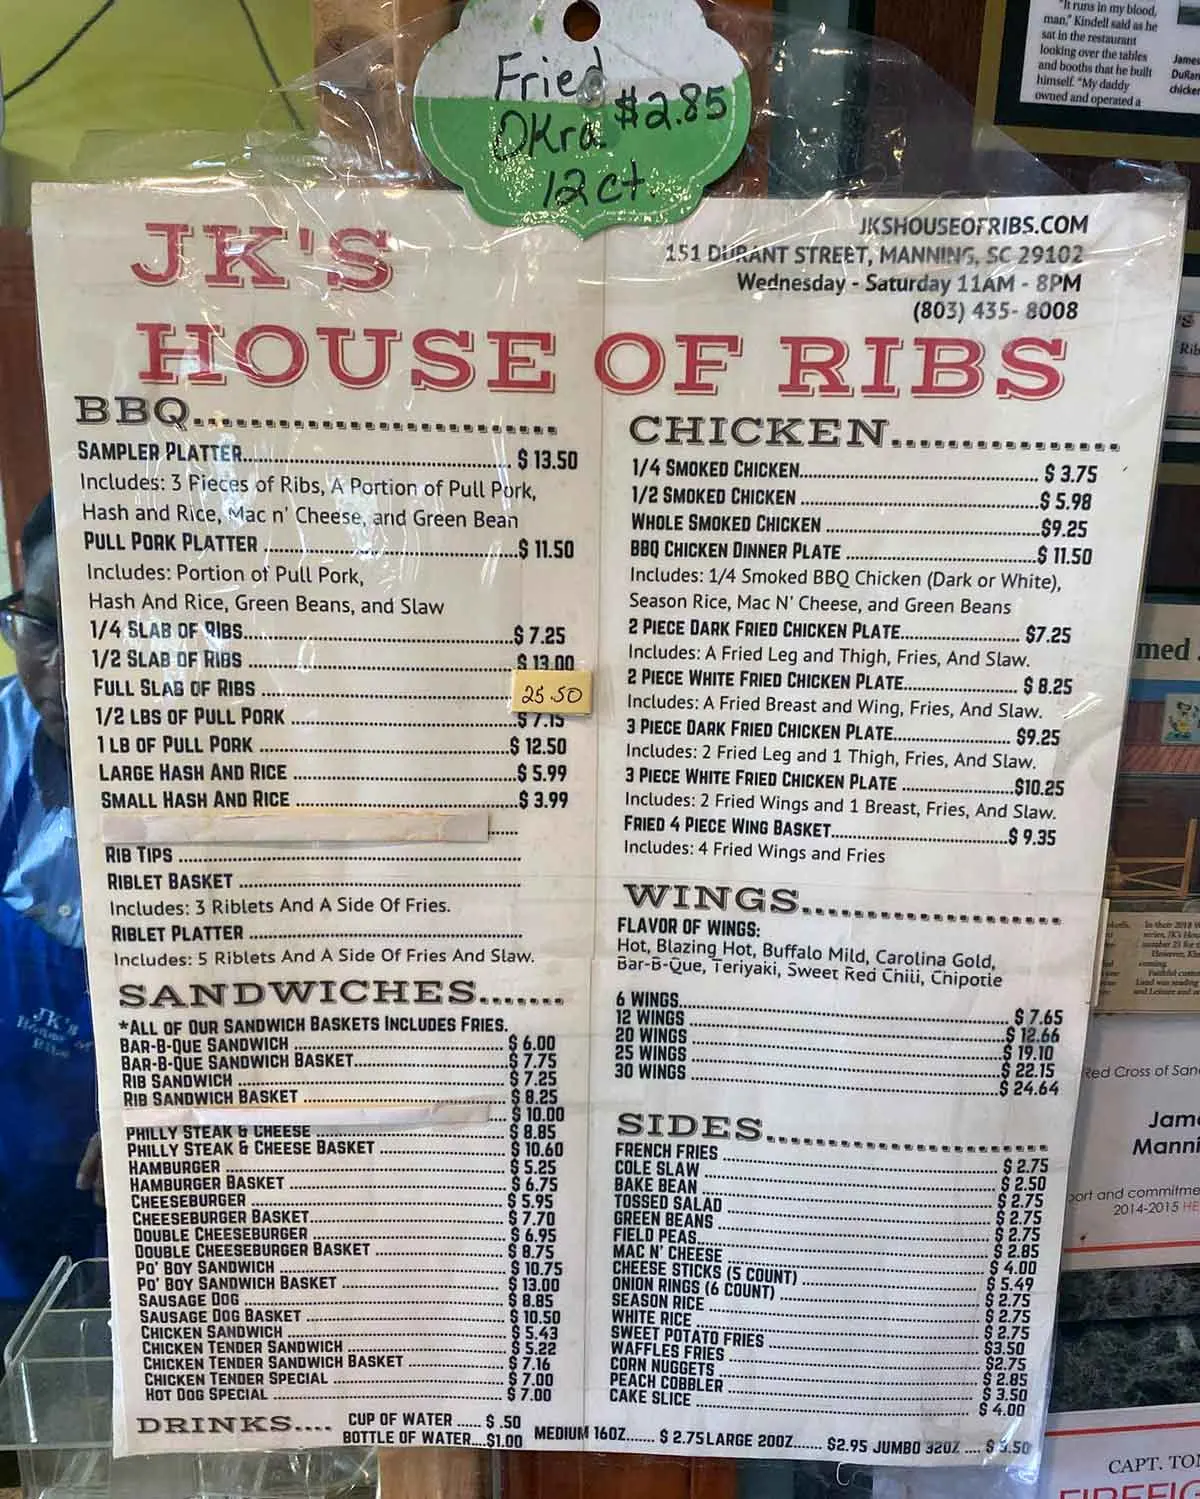 Fried
Okra $2.85
12 ct.
"It runs in my blood,
man," Kindell said as he
sat in the restaurant
looking over the tables
and booths that he built
himself. "My daddy
owned and operated a
James
DuRan
chicken
JK'S
HOUSE OF RIBS
JKSHOUSEOFRIBS.COM
151 DURANT STREET, MANNING, SC 29102
Wednesday - Saturday 11AM - 8PM
(803) 435- 8008
BBQ
SAMPLER PLATTER $ 13.50
Includes: 3 Pieces of Ribs, A Portion of Pull Pork,
Hash and Rice, Mac n' Cheese, and Green Bean
PULL PORK PLATTER $ 11.50
Includes: Portion of Pull Pork,
Hash And Rice, Green Beans, and Slaw
1/4 SLAB OF RIBS $ 7.25
1/2 SLAB OF RIBS $ 13.00
FULL SLAB OF RIBS 25.50
1/2 LBS OF PULL PORK $ 7.15
1 LB OF PULL PORK $ 12.50
LARGE HASH AND RICE $ 5.99
SMALL HASH AND RICE $ 3.99
RIB TIPS
RIBLET BASKET
Includes: 3 Riblets And A Side Of Fries.
RIBLET PLATTER
Includes: 5 Riblets And A Side Of Fries And Slaw.
SANDWICHES
*ALL OF OUR SANDWICH BASKETS INCLUDES FRIES.
BAR-B-QUE SANDWICH $ 6.00
BAR-B-QUE SANDWICH BASKET $ 7.75
RIB SANDWICH $ 7.25
RIB SANDWICH BASKET $ 8.25
$ 10.00
PHILLY STEAK & CHEESE $ 8.85
PHILLY STEAK & CHEESE BASKET $ 10.60
HAMBURGER $ 5.25
HAMBURGER BASKET $ 6.75
CHEESEBURGER $ 5.95
CHEESEBURGER BASKET $ 7.70
DOUBLE CHEESEBURGER $ 6.95
DOUBLE CHEESEBURGER BASKET $ 8.75
PO' BOY SANDWICH $ 10.75
PO' BOY SANDWICH BASKET $ 13.00
SAUSAGE DOG $ 8.85
SAUSAGE DOG BASKET $ 10.50
CHICKEN SANDWICH $ 5.43
CHICKEN TENDER SANDWICH $ 5.22
CHICKEN TENDER SANDWICH BASKET $ 7.16
CHICKEN TENDER SPECIAL $ 7.00
HOT DOG SPECIAL $ 7.00
CHICKEN
1/4 SMOKED CHICKEN $ 3.75
1/2 SMOKED CHICKEN $ 5.98
WHOLE SMOKED CHICKEN $9.25
BBQ CHICKEN DINNER PLATE $ 11.50
Includes: 1/4 Smoked BBQ Chicken (Dark or White),
Season Rice, Mac N' Cheese, and Green Beans
2 PIECE DARK FRIED CHICKEN PLATE $7.25
Includes: A Fried Leg and Thigh, Fries, And Slaw.
2 PIECE WHITE FRIED CHICKEN PLATE $ 8.25
Includes: A Fried Breast and Wing, Fries, And Slaw.
3 PIECE DARK FRIED CHICKEN PLATE $9.25
Includes: 2 Fried Leg and 1 Thigh, Fries, And Slaw.
3 PIECE WHITE FRIED CHICKEN PLATE $10.25
Includes: 2 Fried Wings and 1 Breast, Fries, And Slaw.
FRIED 4 PIECE WING BASKET $ 9.35
Includes: 4 Fried Wings and Fries
WINGS
FLAVOR OF WINGS:
Hot, Blazing Hot, Buffalo Mild, Carolina Gold,
Bar-B-Que, Teriyaki, Sweet Red Chili, Chipotle
6 WINGS $ 7.65
12 WINGS $ 12.66
20 WINGS $ 19.10
25 WINGS $ 22.15
30 WINGS $ 24.64
SIDES
FRENCH FRIES $ 2.75
COLE SLAW $ 2.50
BAKE BEAN $ 2.75
TOSSED SALAD $ 2.75
GREEN BEANS $ 2.75
FIELD PEAS $ 2.85
MAC N' CHEESE $ 4.00
CHEESE STICKS (5 COUNT) $ 5.49
ONION RINGS (6 COUNT) $ 2.75
SEASON RICE $ 2.75
WHITE RICE $ 2.75
SWEET POTATO FRIES $3.50
WAFFLES FRIES $2.75
CORN NUGGETS $ 2.85
PEACH COBBLER $ 3.50
CAKE SLICE $ 4.00
DRINKS....
CUP OF WATER ..... $ .50
BOTTLE OF WATER...$1.00
MEDIUM 16OZ...... $ 2.75 LARGE 20OZ...... $2.95 JUMBO 32OZ .... $ 3.50
JK'S
House of
Ribs
med
Red Cross of San
Jam
Manni
port and commitme
2014-2015 HE
CAPT. TO
FIREFIG